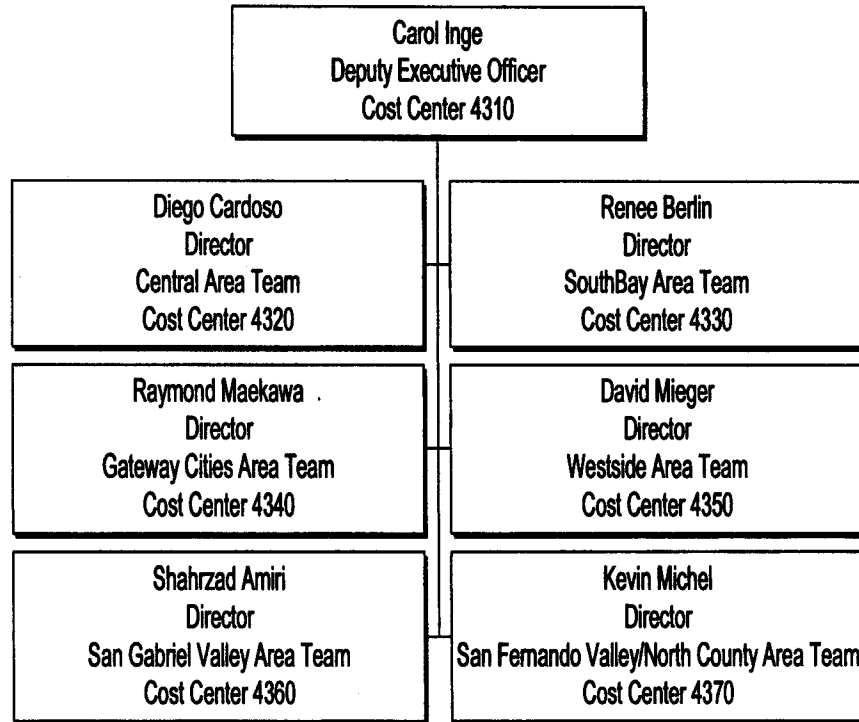 Carol Inge
Deputy Executive Officer
Cost Center 4310
Diego Cardoso
Director
Central Area Team
Cost Center 4320
Renee Berlin
Director
SouthBay Area Team
Cost Center 4330
Raymond Maekawa
Director
Gateway Cities Area Team
Cost Center 4340
David Mieger
Director
Westside Area Team
Cost Center 4350
Shahrzad Amiri
Director
San Gabriel Valley Area Team
Cost Center 4360
Kevin Michel
Director
San Fernando Valley/North County Area Team
Cost Center 4370